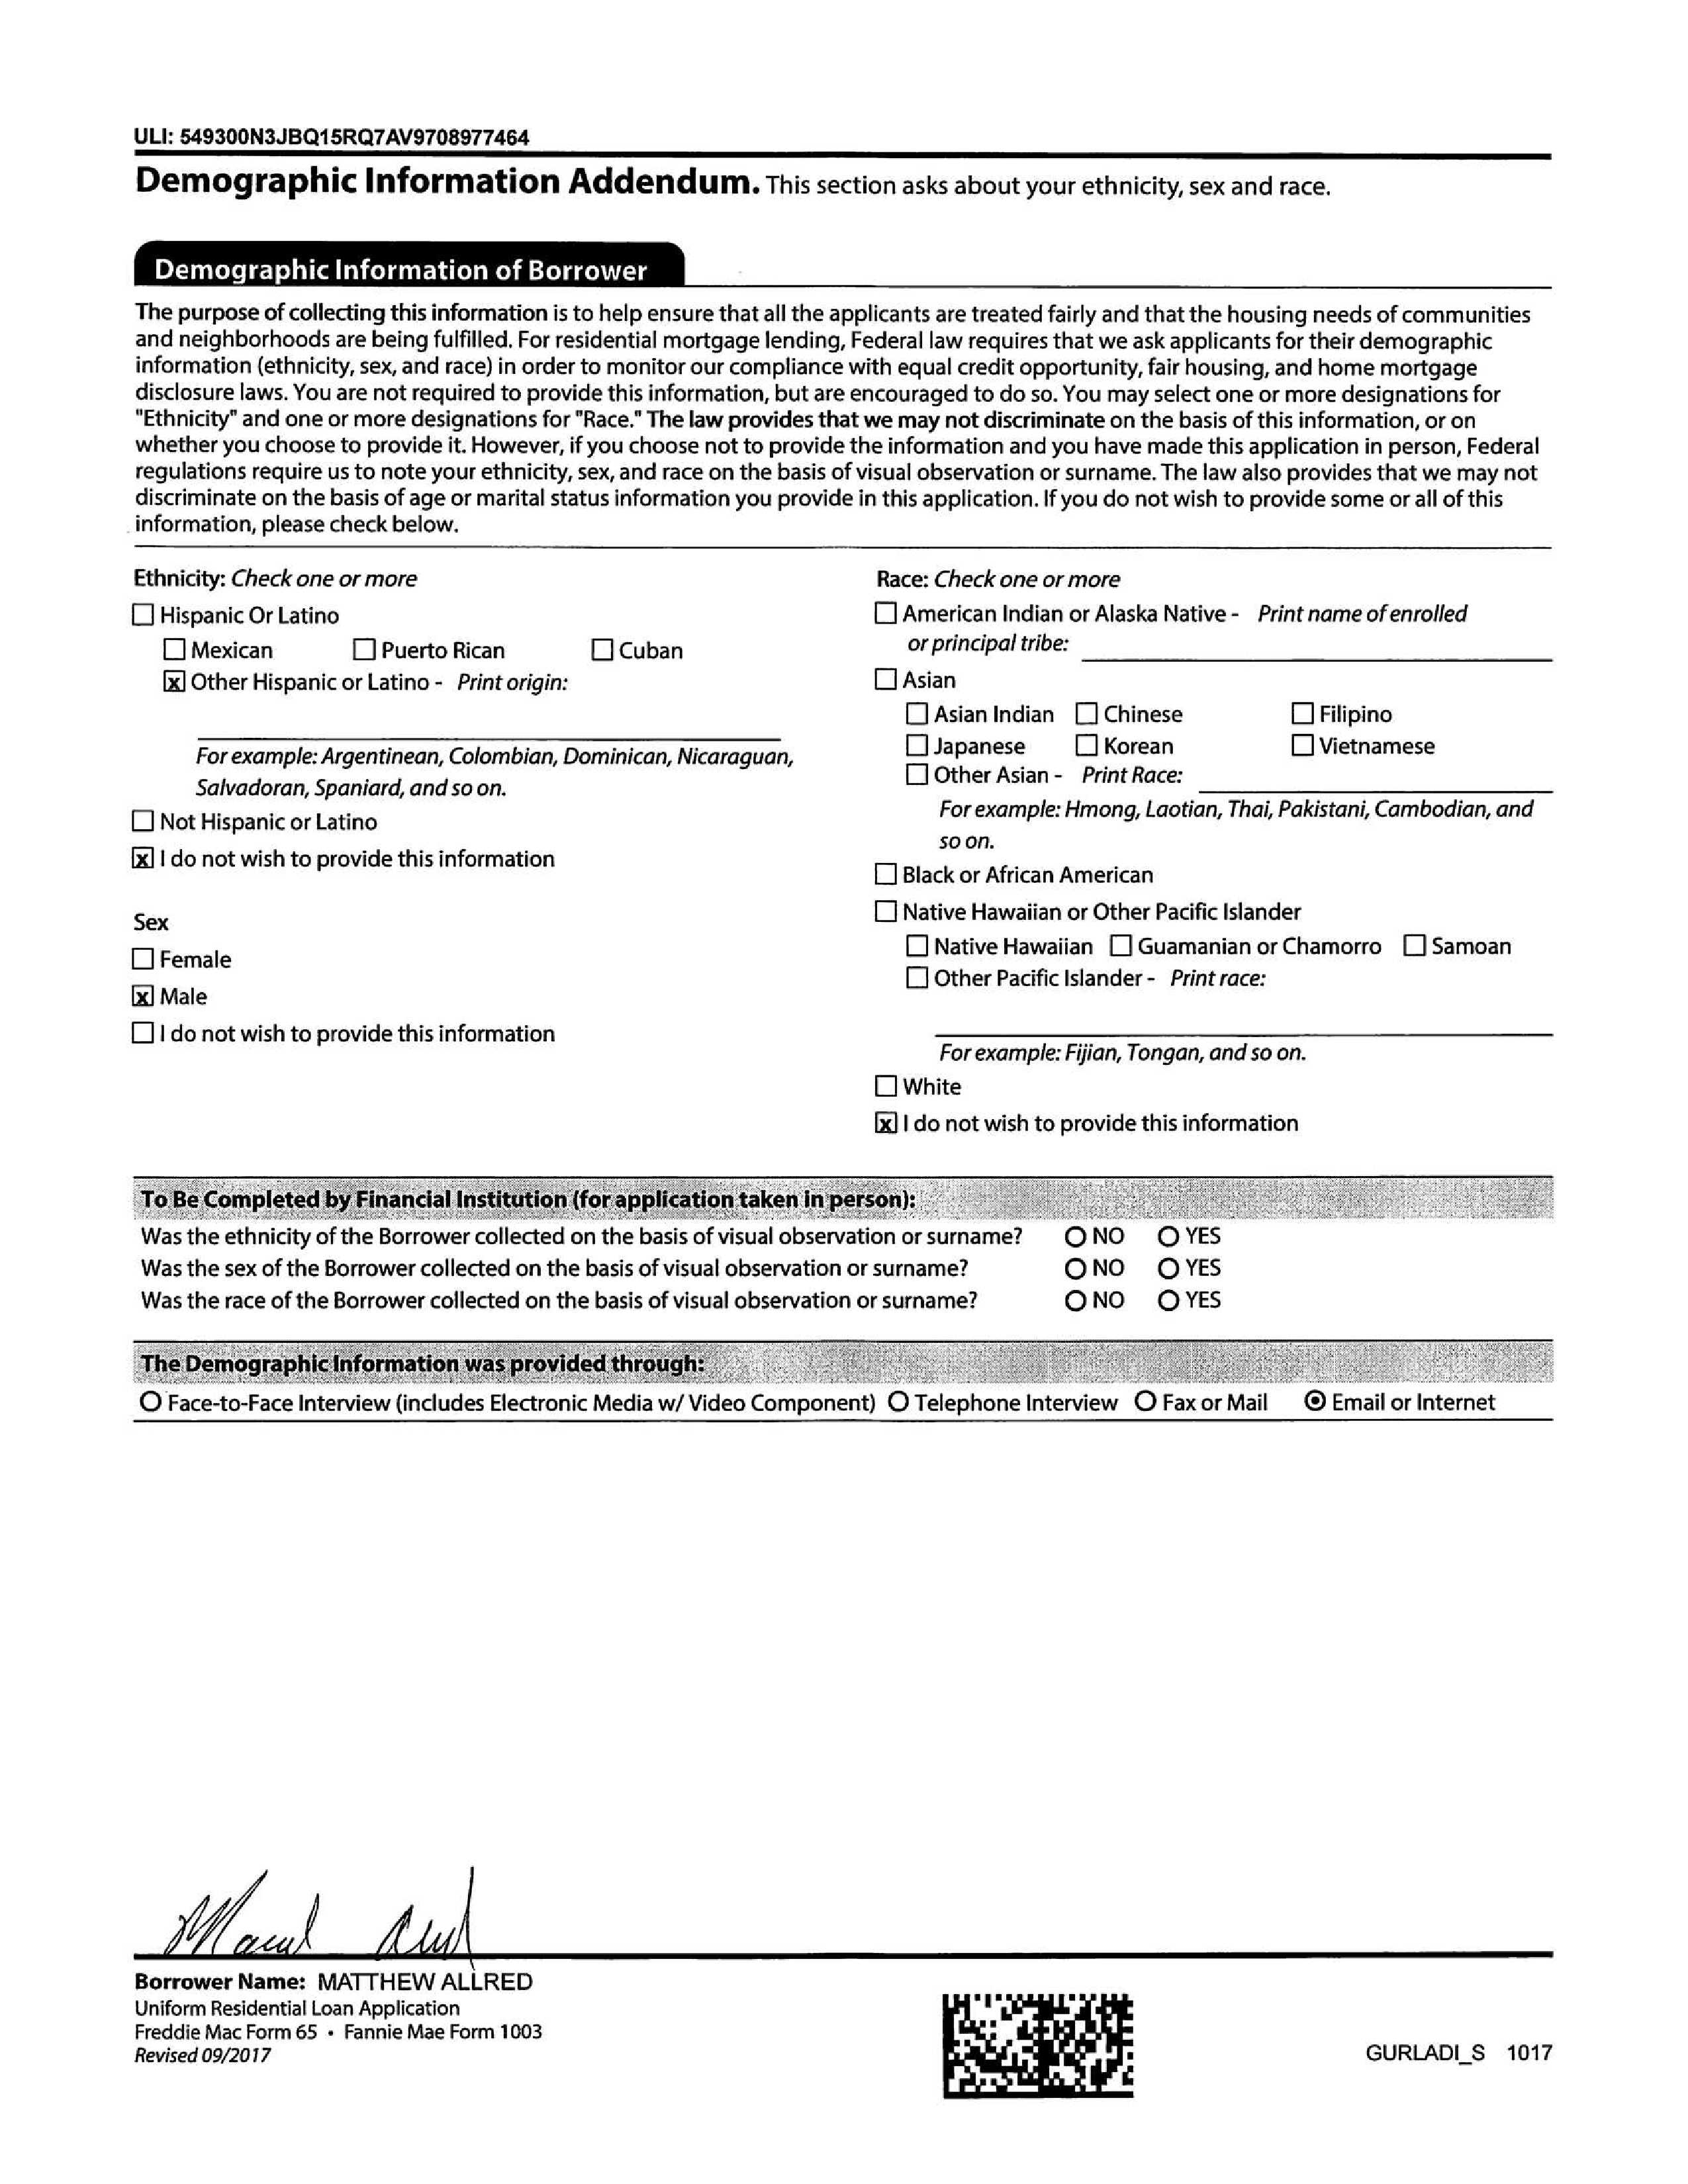 ULI: 549300N3JBQ15RQ7AV9708977464
Demographic Information Addendum. This section asks about your ethnicity, sex and race.
Demographic Information of Borrower
The purpose of collecting this information is to help ensure that all the applicants are treated fairly and that the housing needs of communities
and neighborhoods are being fulfilled. For residential mortgage lending, Federal law requires that we ask applicants for their demographic
information (ethnicity, sex, and race) in order to monitor our compliance with equal credit opportunity, fair housing, and home mortgage
disclosure laws. You are not required to provide this information, but are encouraged to do so. You may select one or more designations for
"Ethnicity" and one or more designations for "Race." The law provides that we may not discriminate on the basis of this information, or on
whether you choose to provide it. However, if you choose not to provide the information and you have made this application in person, Federal
regulations require us to note your ethnicity, sex, and race on the basis of visual observation or surname. The law also provides that we may not
discriminate on the basis of age or marital status information you provide in this application. If you do not wish to provide some or all of this
information, please check below.
Ethnicity: Check one or more
☐ Hispanic Or Latino
☐ Mexican ☐ Puerto Rican ☐ Cuban
☒ Other Hispanic or Latino - Print origin:
For example: Argentinean, Colombian, Dominican, Nicaraguan,
Salvadoran, Spaniard, and so on.
☐ Not Hispanic or Latino
☒ I do not wish to provide this information
Sex
☐ Female
☒ Male
☐ I do not wish to provide this information
Race: Check one or more
☐ American Indian or Alaska Native - Print name of enrolled
or principal tribe:
☐ Asian
☐ Asian Indian ☐ Chinese ☐ Filipino
☐ Japanese ☐ Korean ☐ Vietnamese
☐ Other Asian - Print Race:
For example: Hmong, Laotian, Thai, Pakistani, Cambodian, and
so on.
☐ Black or African American
☐ Native Hawaiian or Other Pacific Islander
☐ Native Hawaiian ☐ Guamanian or Chamorro ☐ Samoan
☐ Other Pacific Islander - Print race:
For example: Fijian, Tongan, and so on.
☐ White
☒ I do not wish to provide this information
To Be Completed by Financial Institution (for application taken in person):
Was the ethnicity of the Borrower collected on the basis of visual observation or surname? ○ NO ○ YES
Was the sex of the Borrower collected on the basis of visual observation or surname? ○ NO ○ YES
Was the race of the Borrower collected on the basis of visual observation or surname? ○ NO ○ YES
The Demographic Information was provided through:
○ Face-to-Face Interview (includes Electronic Media w/ Video Component) ○ Telephone Interview ○ Fax or Mail ◉ Email or Internet
Borrower Name: MATTHEW ALLRED
Uniform Residential Loan Application
Freddie Mac Form 65 • Fannie Mae Form 1003
Revised 09/2017
GURLADI_S 1017